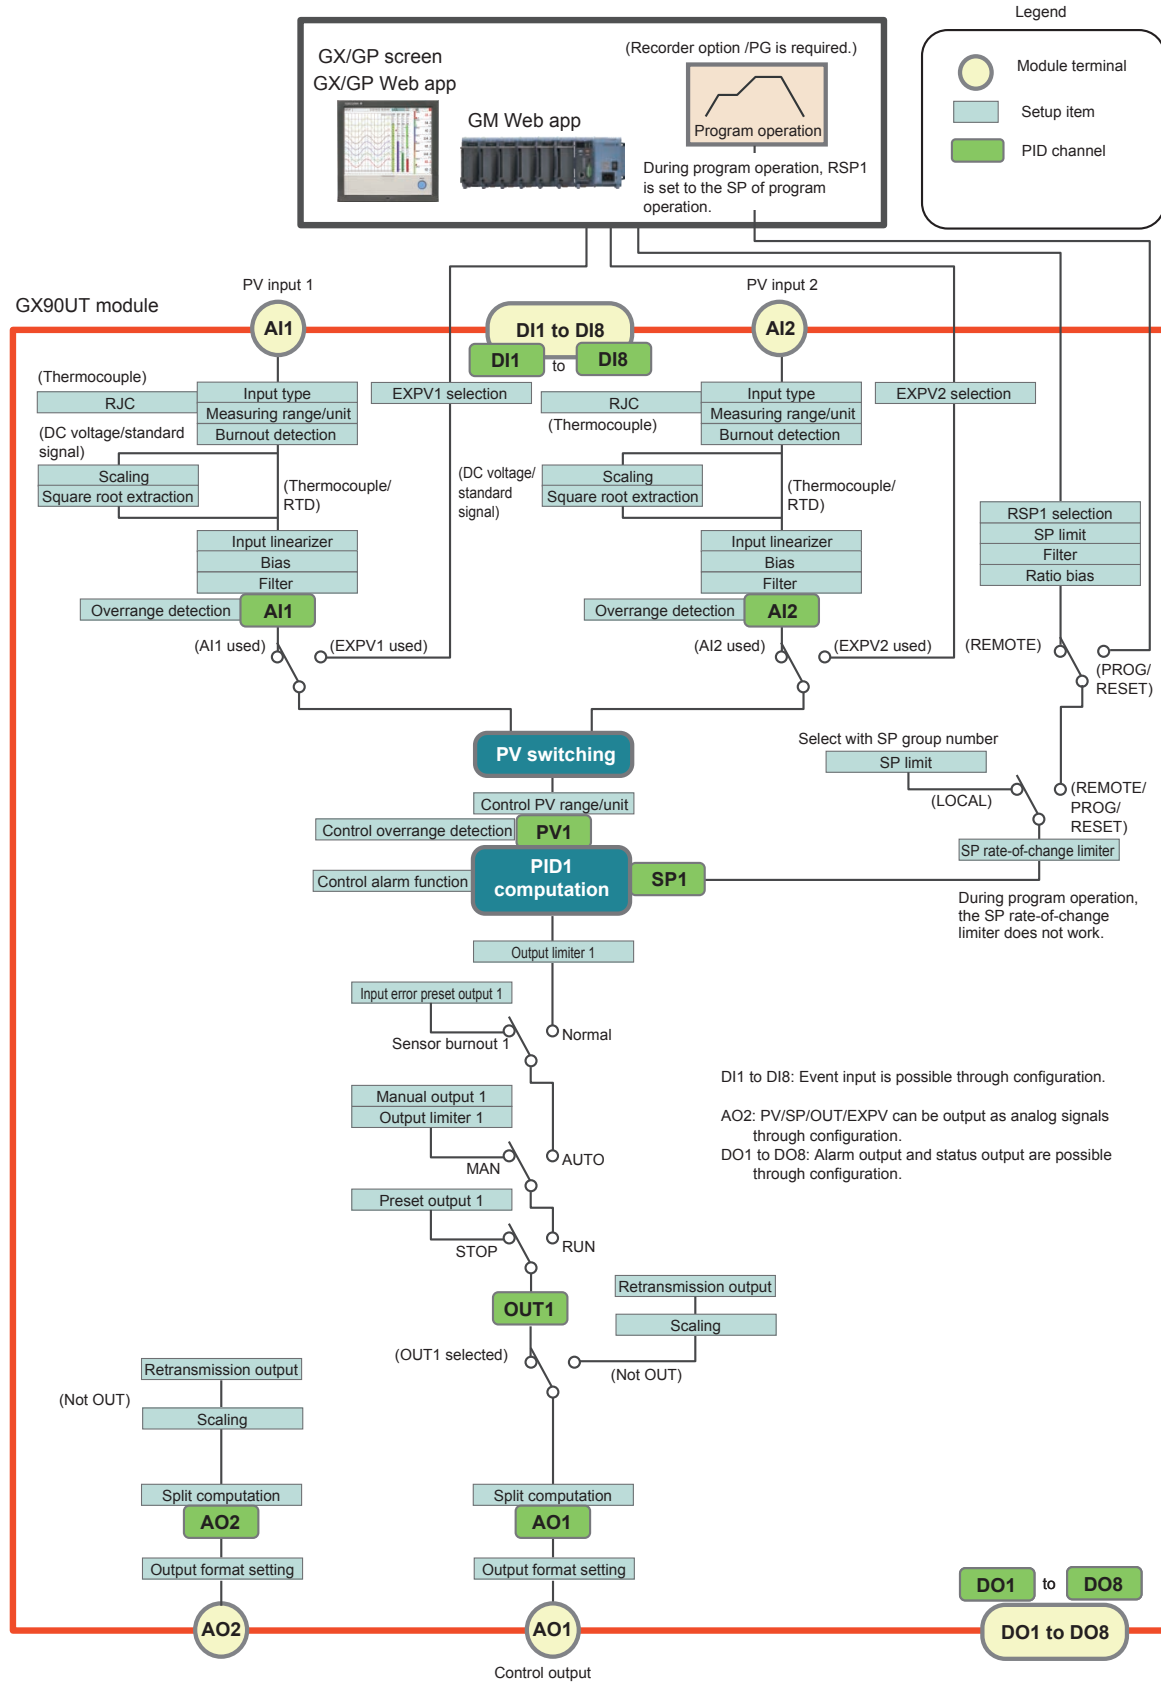 Legend
Module terminal
Setup item
PID channel
GX/GP screen
GX/GP Web app
GM Web app
(Recorder option /PG is required.)
Program operation
During program operation, RSP1
is set to the SP of program
operation.
GX90UT module
PV input 1
AI1
DI1 to DI8
DI1
to
DI8
PV input 2
AI2
(Thermocouple)
RJC
Input type
Measuring range/unit
Burnout detection
EXPV1 selection
RJC
(Thermocouple)
Input type
Measuring range/unit
Burnout detection
EXPV2 selection
(DC voltage/standard
signal)
Scaling
Square root extraction
(Thermocouple/
RTD)
(DC voltage/
standard
signal)
Scaling
Square root extraction
(Thermocouple/
RTD)
Input linearizer
Bias
Filter
Overrange detection
AI1
Input linearizer
Bias
Filter
Overrange detection
AI2
RSP1 selection
SP limit
Filter
Ratio bias
(AI1 used)
(EXPV1 used)
(AI2 used)
(EXPV2 used)
(REMOTE)
(PROG/
RESET)
PV switching
Select with SP group number
SP limit
(LOCAL)
(REMOTE/
PROG/
RESET)
Control PV range/unit
Control overrange detection
PV1
SP rate-of-change limiter
PID1
computation
Control alarm function
SP1
During program operation,
the SP rate-of-change
limiter does not work.
Output limiter 1
Input error preset output 1
Sensor burnout 1
Normal
Manual output 1
Output limiter 1
MAN
AUTO
Preset output 1
STOP
RUN
DI1 to DI8: Event input is possible through configuration.
AO2: PV/SP/OUT/EXPV can be output as analog signals
through configuration.
DO1 to DO8: Alarm output and status output are possible
through configuration.
OUT1
Retransmission output
Scaling
(OUT1 selected)
(Not OUT)
Retransmission output
(Not OUT)
Scaling
Split computation
AO2
Output format setting
AO2
Split computation
AO1
Output format setting
AO1
Control output
DO1
to
DO8
DO1 to DO8